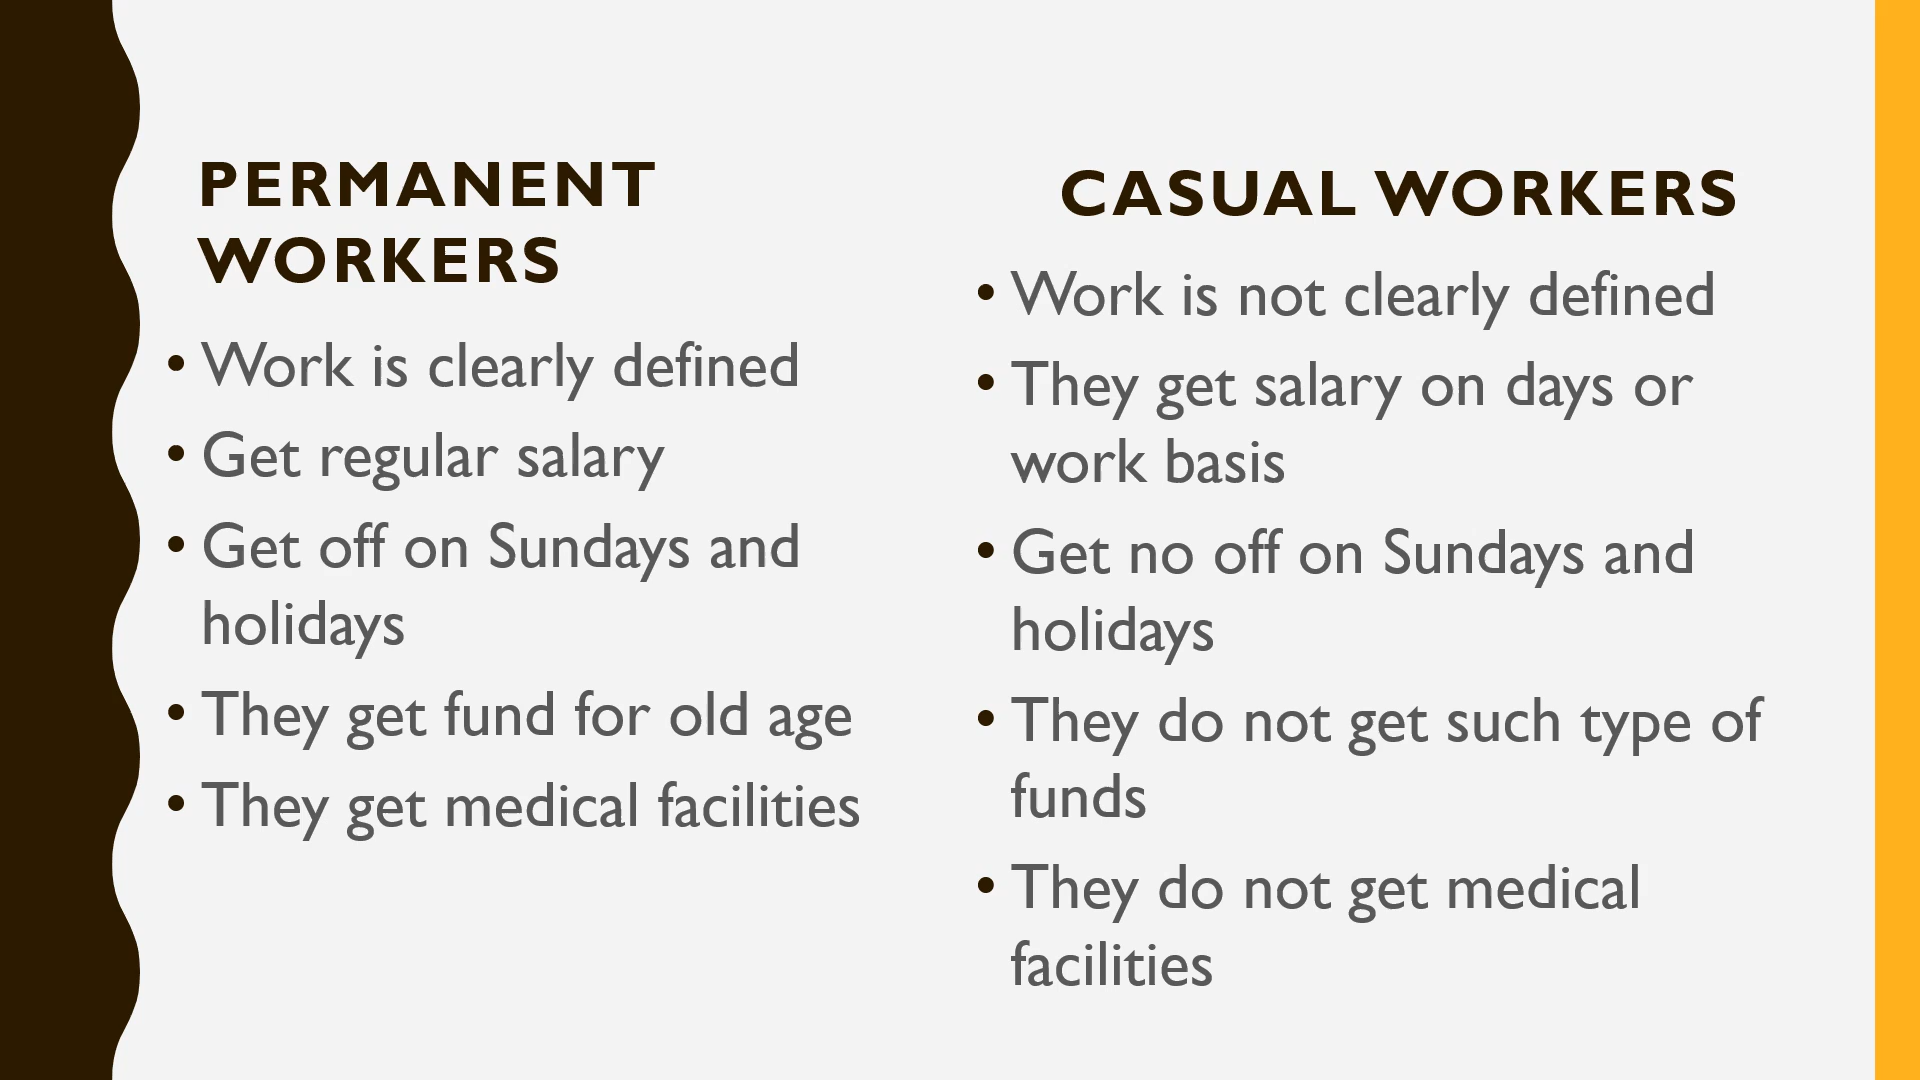 PERMANENT
WORKERS
• Work is clearly defined
• Get regular salary
• Get off on Sundays and
holidays
• They get fund for old age
• They get medical facilities
CASUAL WORKERS
• Work is not clearly defined
• They get salary on days or
work basis
• Get no off on Sundays and
holidays
• They do not get such type of
funds
• They do not get medical
facilities